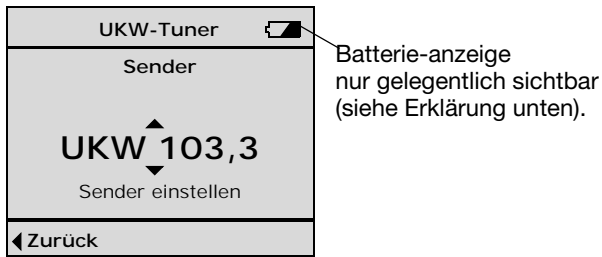 UKW-Tuner
Sender
UKW 103,3
Sender einstellen
Zurück
Batterie-anzeige
nur gelegentlich sichtbar
(siehe Erklärung unten).